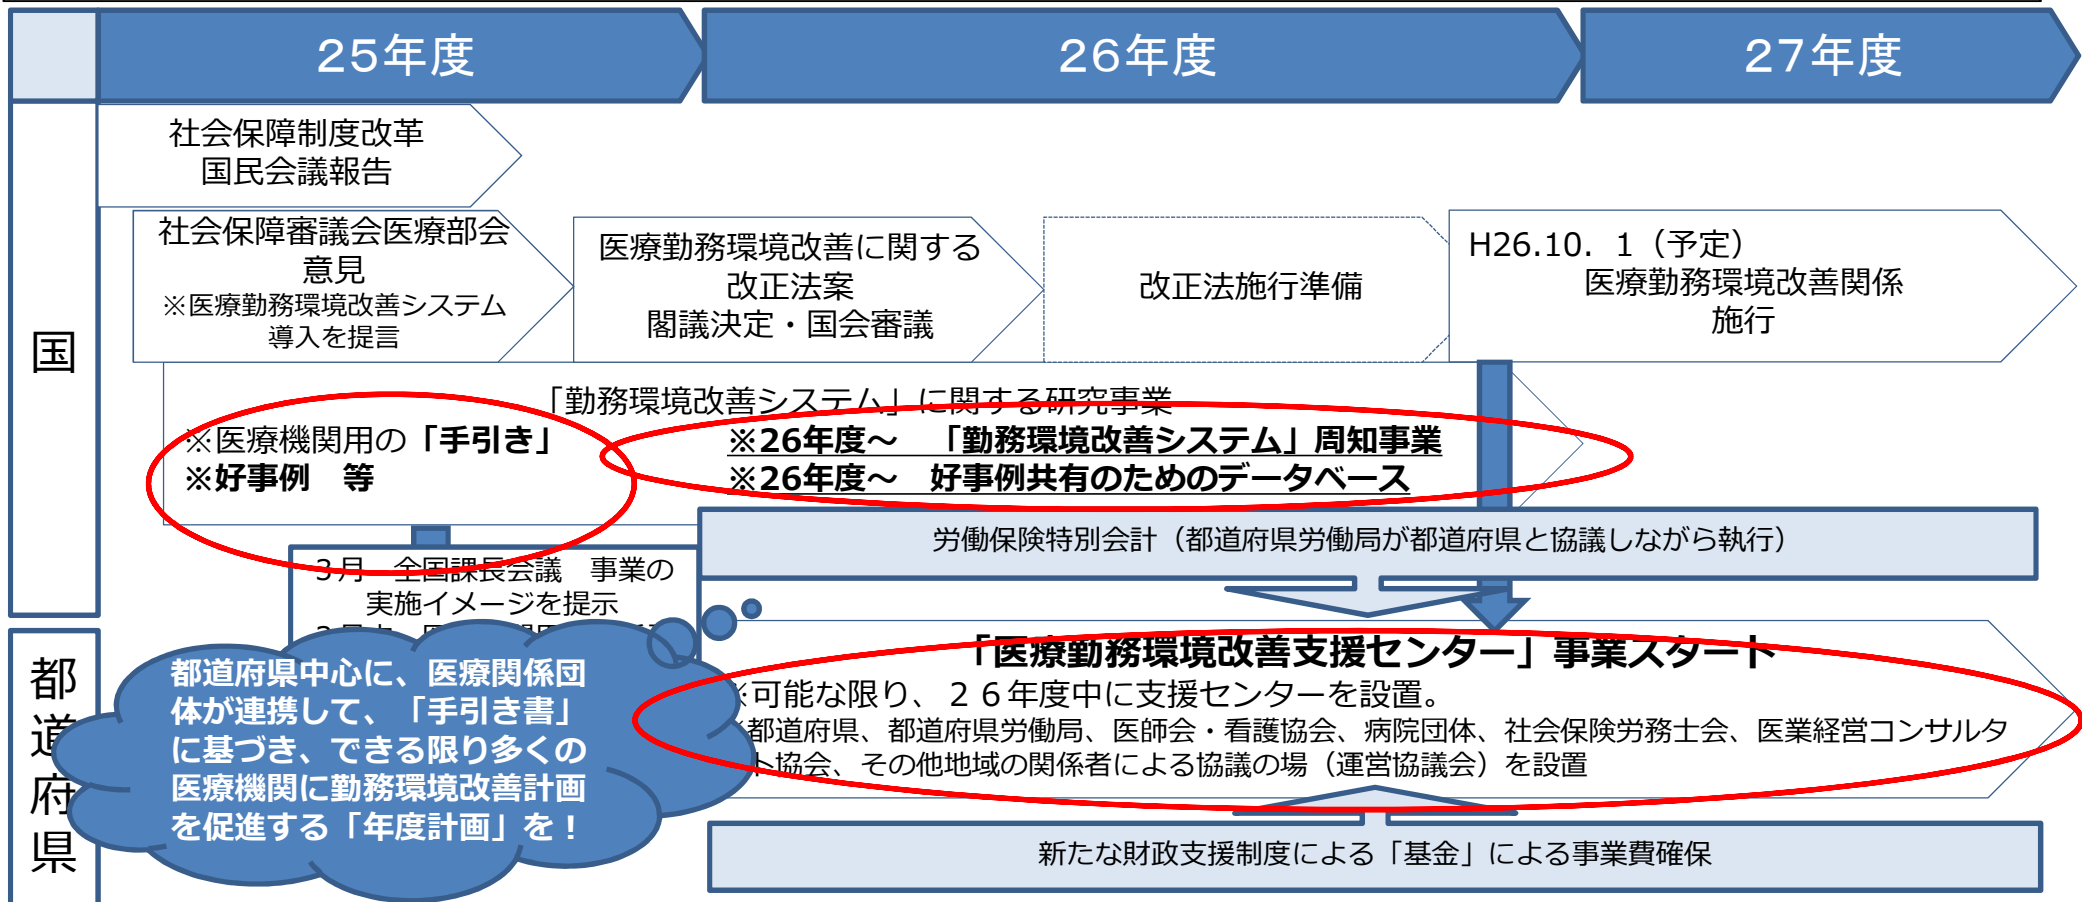 ２５年度
２６年度
２７年度
国
社会保障制度改革
国民会議報告
社会保障審議会医療部会
意見
※医療勤務環境改善システム
導入を提言
医療勤務環境改善に関する
改正法案
閣議決定・国会審議
改正法施行準備
H26.10．１（予定）
医療勤務環境改善関係
施行
「勤務環境改善システム」に関する研究事業
※医療機関用の「手引き」
※好事例　等
※26年度～　「勤務環境改善システム」周知事業
※26年度～　好事例共有のためのデータベース
労働保険特別会計（都道府県労働局が都道府県と協議しながら執行）
３月　全国課長会議　事業の
実施イメージを提示
都道府県
都道府県中心に、医療関係団
体が連携して、「手引き書」
に基づき、できる限り多くの
医療機関に勤務環境改善計画
を促進する「年度計画」を！
「医療勤務環境改善支援センター」事業スタート
※可能な限り、２６年度中に支援センターを設置。
都道府県、都道府県労働局、医師会・看護協会、病院団体、社会保険労務士会、医業経営コンサルタ
ト協会、その他地域の関係者による協議の場（運営協議会）を設置
新たな財政支援制度による「基金」による事業費確保